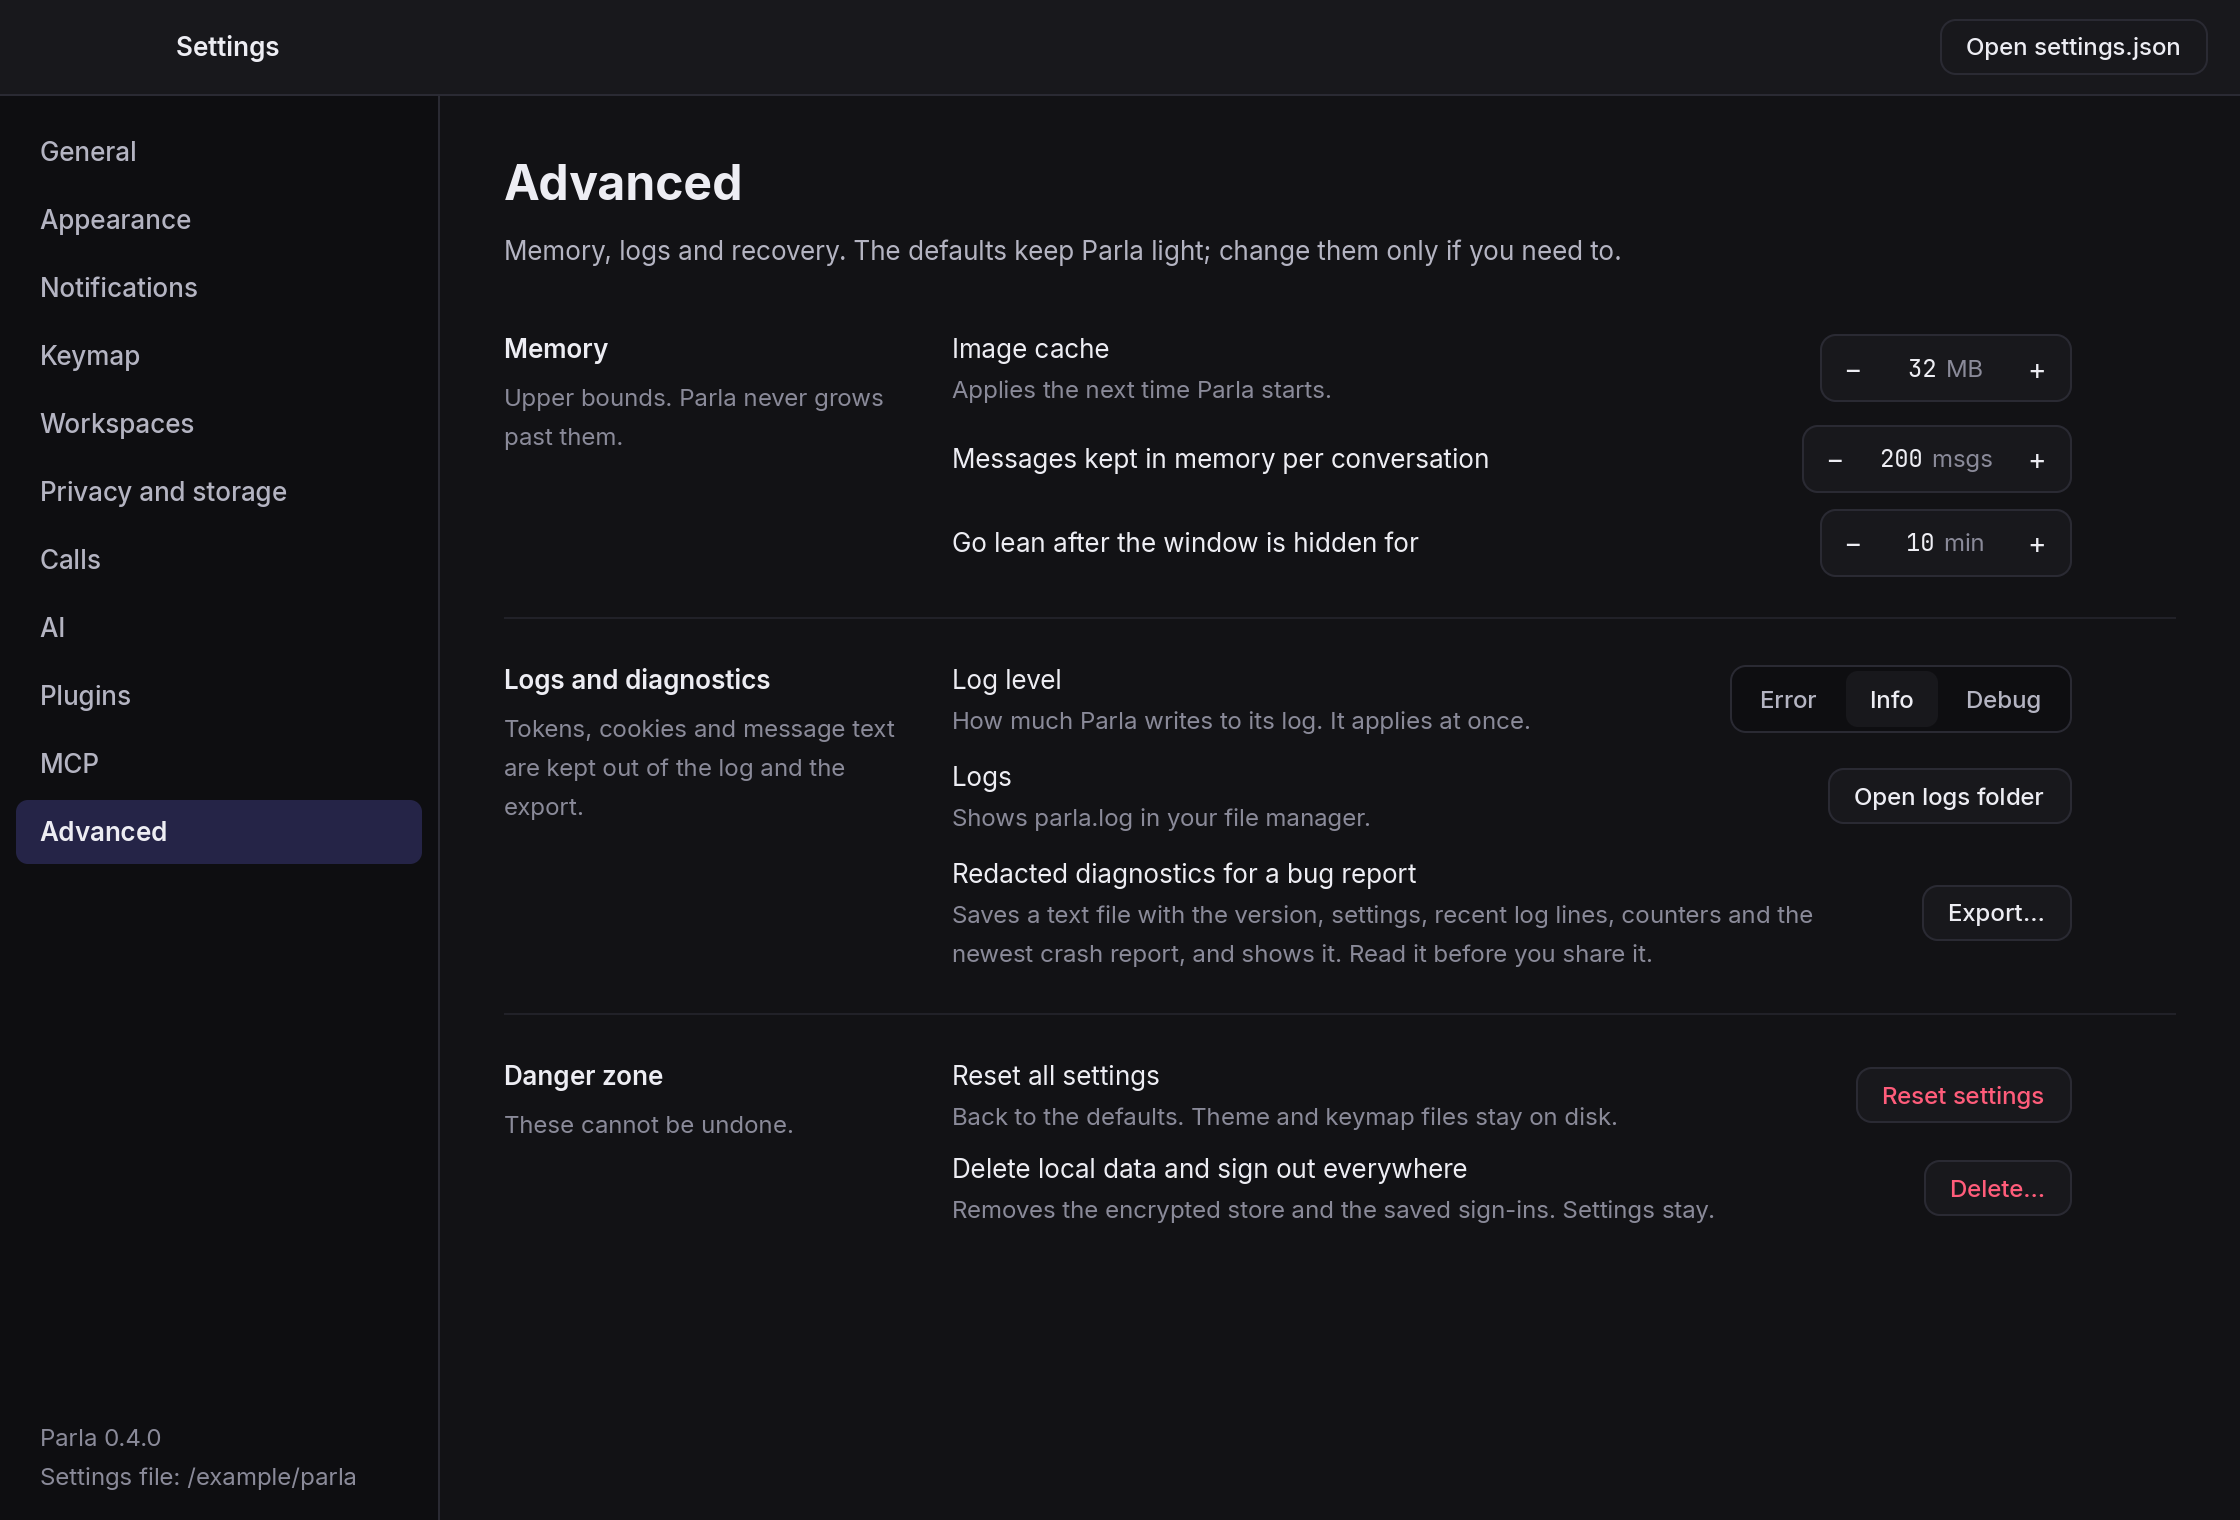 Settings
Open settings.json
General
Appearance
Notifications
Keymap
Workspaces
Privacy and storage
Calls
AI
Plugins
MCP
Advanced
Parla 0.4.0
Settings file: /example/parla
Advanced
Memory, logs and recovery. The defaults keep Parla light; change them only if you need to.
Memory
Upper bounds. Parla never grows
past them.
Image cache
Applies the next time Parla starts.
− 32 MB +
Messages kept in memory per conversation
− 200 msgs +
Go lean after the window is hidden for
− 10 min +
Logs and diagnostics
Tokens, cookies and message text
are kept out of the log and the
export.
Log level
How much Parla writes to its log. It applies at once.
Error Info Debug
Logs
Shows parla.log in your file manager.
Open logs folder
Redacted diagnostics for a bug report
Saves a text file with the version, settings, recent log lines, counters and the
newest crash report, and shows it. Read it before you share it.
Export...
Danger zone
These cannot be undone.
Reset all settings
Back to the defaults. Theme and keymap files stay on disk.
Reset settings
Delete local data and sign out everywhere
Removes the encrypted store and the saved sign-ins. Settings stay.
Delete...